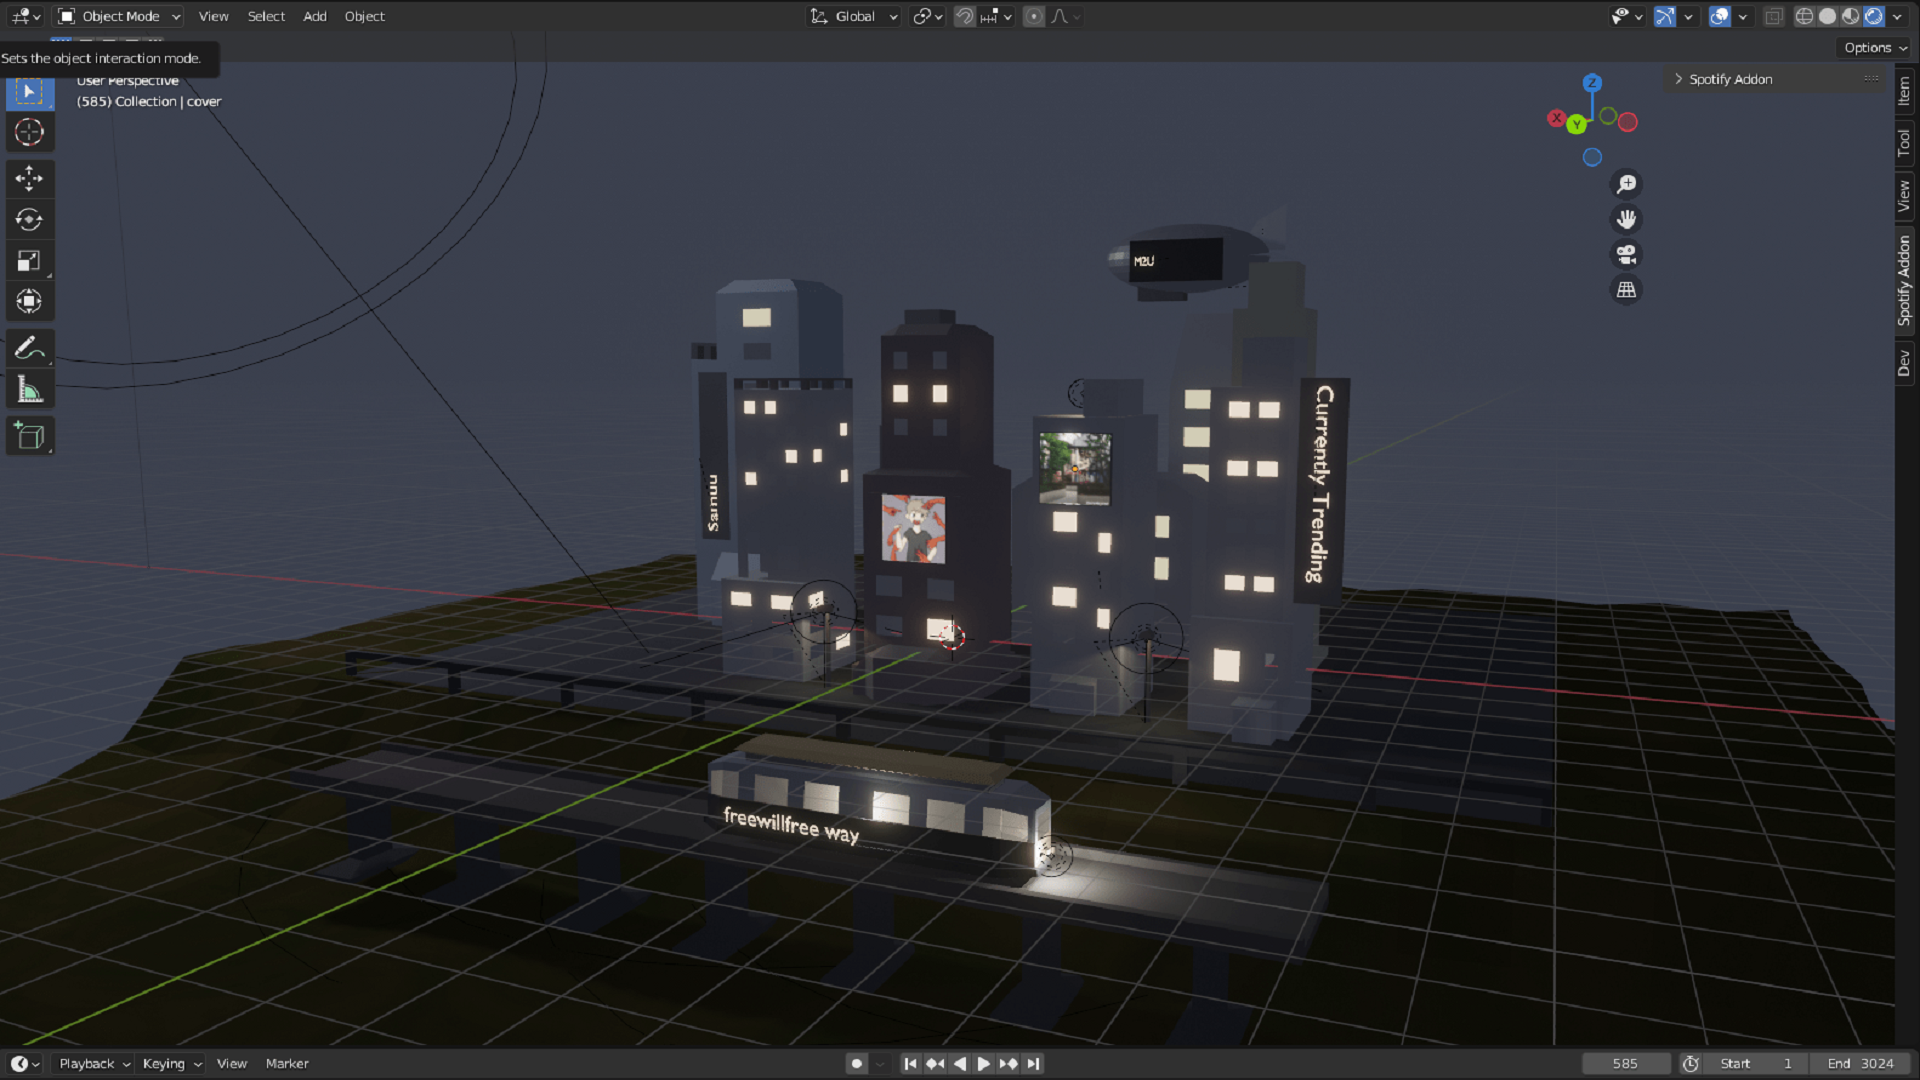 Object Mode View Select Add Object Global
Options
Sets the object interaction mode.
User Perspective
(585) Collection | cover
Spotify Addon
Item
Tool
View
Spotify Addon
Dev
Z
X
Y
M2U
Currently Trending
Samuu
freewillfree way
Playback Keying View Marker 585 Start 1 End 3024